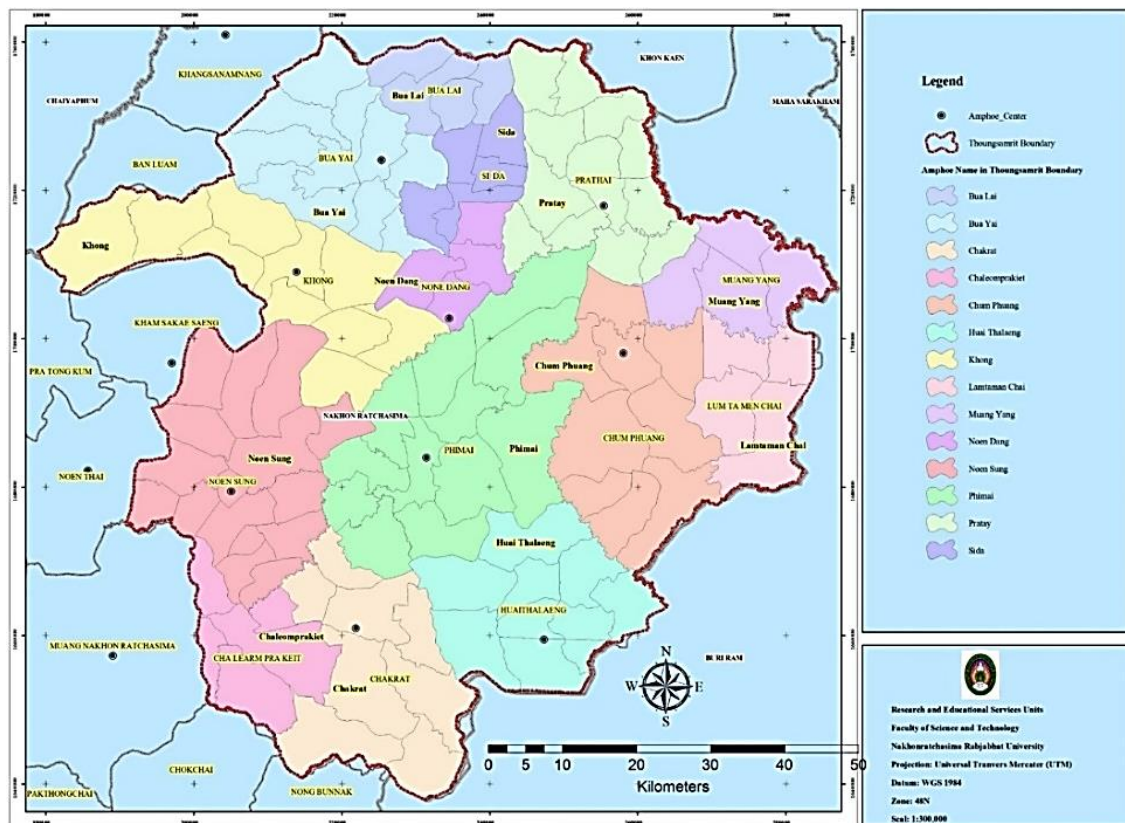 KHANGSANAMNANG
KHON KAEN
CHAIYAPHUM
MAHA SARAKHAM
Bua Lai
BUA LAI
BAN LUAM
BUA YAI
Sida
SI DA
PRATHAI
Bua Yai
Pratay
Khong
KHONG
Noen Dang
NONE DANG
MUANG YANG
Muang Yang
KHAM SAKAE SAENG
PRA TONG KUM
Chum Phuang
LUM TA MEN CHAI
NAKHON RATCHASIMA
CHUM PHUANG
Lamtaman Chai
Noen Sung
PHIMAI
Phimai
NOEN THAI
NOEN SUNG
Huai Thalaeng
HUAITHALAENG
Chaleomprakiet
MUANG NAKHON RATCHASIMA
CHA LEARM PRA KEIT
CHAKRAT
Chakrat
BURI RAM
CHOKCHAI
PAKTHONGCHAI
NONG BUNNAK
N
W E
S
0 5 10 20 30 40 50
Kilometers
Legend
Amphoe_Center
Thoungsamrit Boundary
Amphoe Name in Thoungsamrit Boundary
Bua Lai
Bua Yai
Chakrat
Chaleomprakiet
Chum Phuang
Huai Thalaeng
Khong
Lamtaman Chai
Muang Yang
Noen Dang
Noen Sung
Phimai
Pratay
Sida
Research and Educational Services Units
Faculty of Science and Technology
Nakhonratchasima Rabjabhat University
Projection: Universal Tranvers Mercater (UTM)
Datum: WGS 1984
Zone: 48N
Scal: 1:300,000